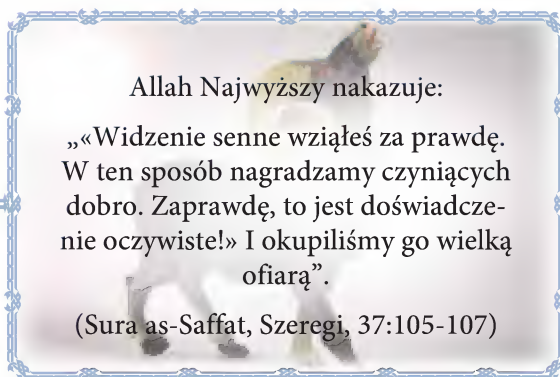 Allah Najwyższy nakazuje:
„«Widzenie senne wziąłeś za prawdę.
W ten sposób nagradzamy czyniących
dobro. Zaprawdę, to jest doświadcze-
nie oczywiste!» I okupiliśmy go wielką
ofiarą”.
(Sura as-Saffat, Szeregi, 37:105-107)